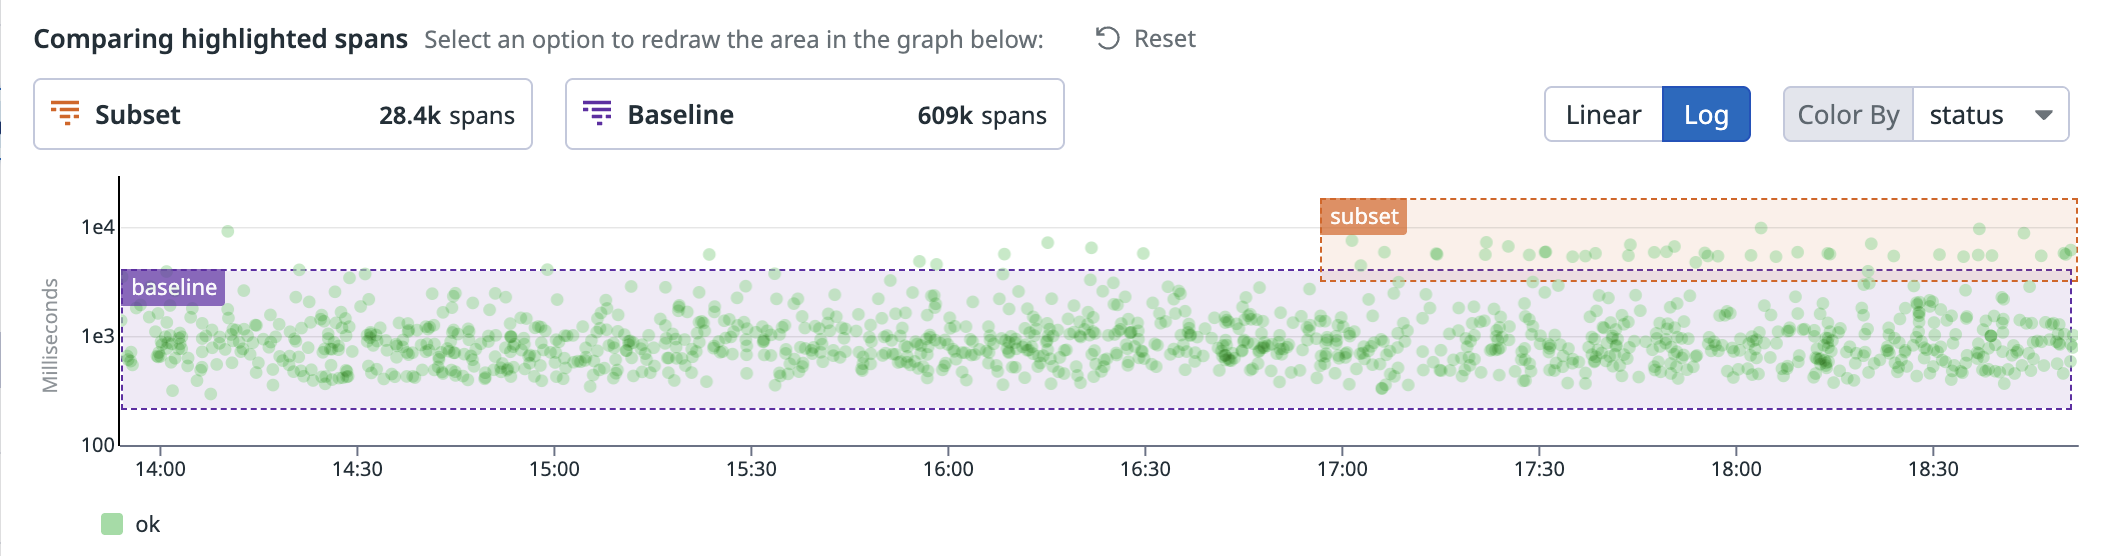 Comparing highlighted spans Select an option to redraw the area in the graph below: Reset
Subset 28.4k spans Baseline 609k spans Linear Log Color By status
1e4
subset
baseline
1e3
Milliseconds
100
14:00 14:30 15:00 15:30 16:00 16:30 17:00 17:30 18:00 18:30
ok